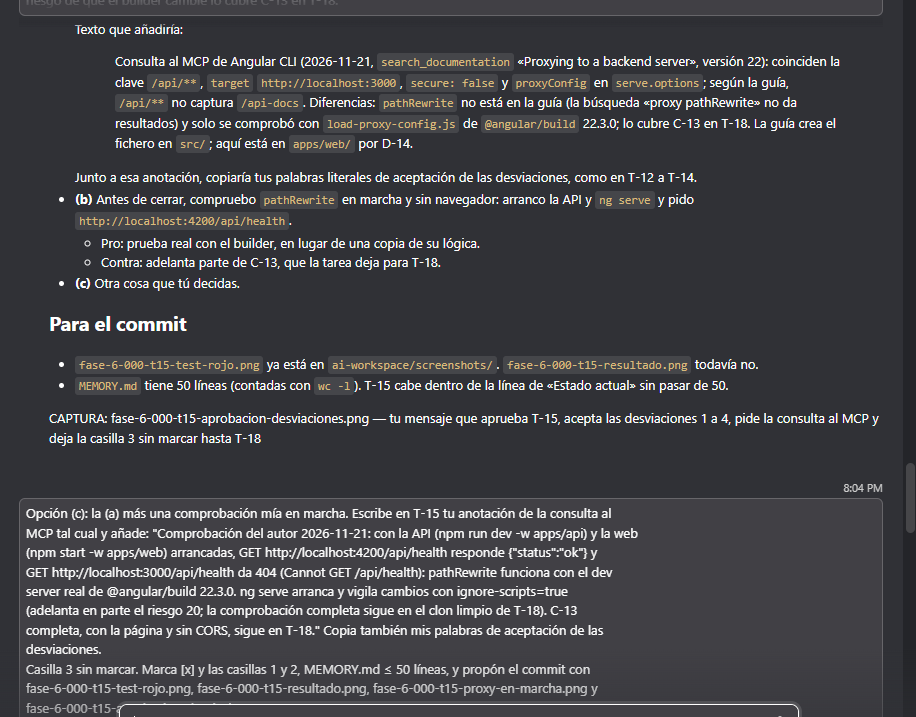 riesgo de que el builder cambie lo cubre C-13 en T-18.
Texto que añadiría:
Consulta al MCP de Angular CLI (2026-11-21, search_documentation «Proxying to a backend server», versión 22): coinciden la
clave /api/**, target http://localhost:3000, secure: false y proxyConfig en serve.options; según la guía,
/api/** no captura /api-docs. Diferencias: pathRewrite no está en la guía (la búsqueda «proxy pathRewrite» no da
resultados) y solo se comprobó con load-proxy-config.js de @angular/build 22.3.0; lo cubre C-13 en T-18. La guía crea el
fichero en src/; aquí está en apps/web/ por D-14.
Junto a esa anotación, copiaría tus palabras literales de aceptación de las desviaciones, como en T-12 a T-14.
(b) Antes de cerrar, compruebo pathRewrite en marcha y sin navegador: arranco la API y ng serve y pido
http://localhost:4200/api/health.
Pro: prueba real con el builder, en lugar de una copia de su lógica.
Contra: adelanta parte de C-13, que la tarea deja para T-18.
(c) Otra cosa que tú decidas.
Para el commit
fase-6-000-t15-test-rojo.png ya está en ai-workspace/screenshots/. fase-6-000-t15-resultado.png todavía no.
MEMORY.md tiene 50 líneas (contadas con wc -l). T-15 cabe dentro de la línea de «Estado actual» sin pasar de 50.
CAPTURA: fase-6-000-t15-aprobacion-desviaciones.png — tu mensaje que aprueba T-15, acepta las desviaciones 1 a 4, pide la consulta al MCP y
deja la casilla 3 sin marcar hasta T-18
8:04 PM
Opción (c): la (a) más una comprobación mía en marcha. Escribe en T-15 tu anotación de la consulta al
MCP tal cual y añade: "Comprobación del autor 2026-11-21: con la API (npm run dev -w apps/api) y la web
(npm start -w apps/web) arrancadas, GET http://localhost:4200/api/health responde {"status":"ok"} y
GET http://localhost:3000/api/health da 404 (Cannot GET /api/health): pathRewrite funciona con el dev
server real de @angular/build 22.3.0. ng serve arranca y vigila cambios con ignore-scripts=true
(adelanta en parte el riesgo 20; la comprobación completa sigue en el clon limpio de T-18). C-13
completa, con la página y sin CORS, sigue en T-18." Copia también mis palabras de aceptación de las
desviaciones.
Casilla 3 sin marcar. Marca [x] y las casillas 1 y 2, MEMORY.md ≤ 50 líneas, y propón el commit con
fase-6-000-t15-test-rojo.png, fase-6-000-t15-resultado.png, fase-6-000-t15-proxy-en-marcha.png y
fase-6-000-t15-